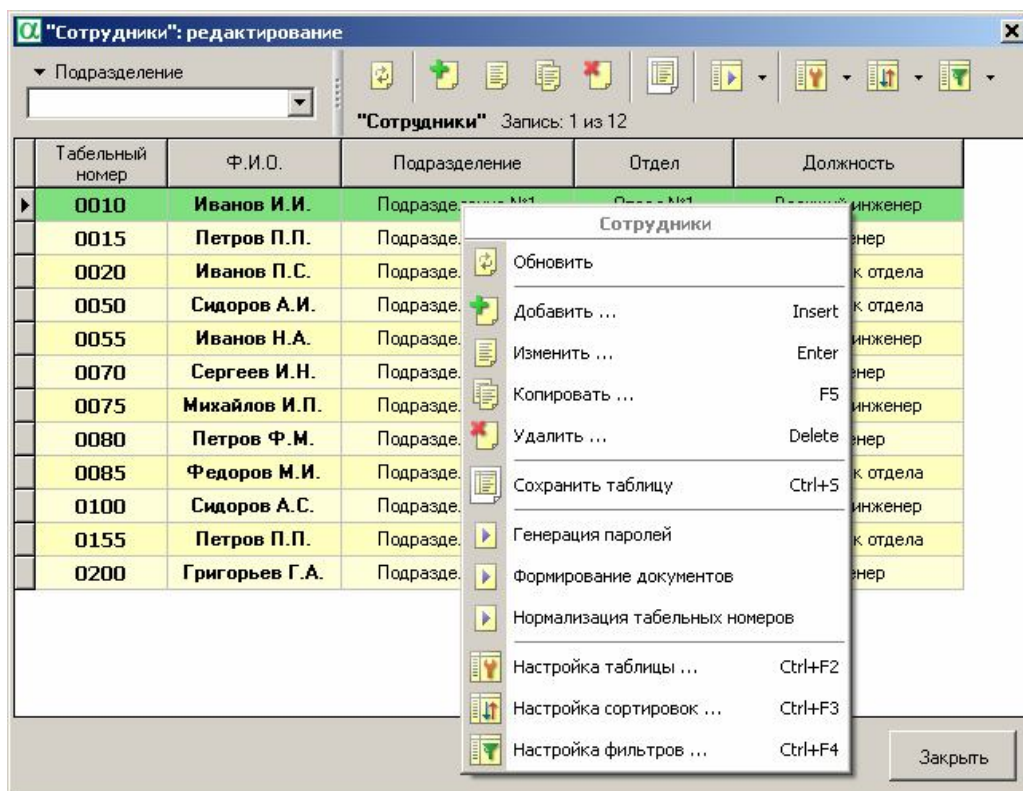 "Сотрудники": редактирование
Подразделение
"Сотрудники" Запись: 1 из 12
Табельный номер Ф.И.О. Подразделение Отдел Должность
0010 Иванов И.И. инженер
0015 Петров П.П. Подразде
0020 Иванов П.С. Подразде к отдела
0050 Сидоров А.И. Подразде к отдела
0055 Иванов Н.А. Подразде инженер
0070 Сергеев И.Н. Подразде
0075 Михайлов И.П. Подразде инженер
0080 Петров Ф.М. Подразде
0085 Федоров М.И. Подразде к отдела
0100 Сидоров А.С. Подразде инженер
0155 Петров П.П. Подразде к отдела
0200 Григорьев Г.А. Подразде
Сотрудники
Обновить
Добавить ... Insert
Изменить ... Enter
Копировать ... F5
Удалить ... Delete
Сохранить таблицу Ctrl+S
Генерация паролей
Формирование документов
Нормализация табельных номеров
Настройка таблицы ... Ctrl+F2
Настройка сортировок ... Ctrl+F3
Настройка фильтров ... Ctrl+F4
Закрыть